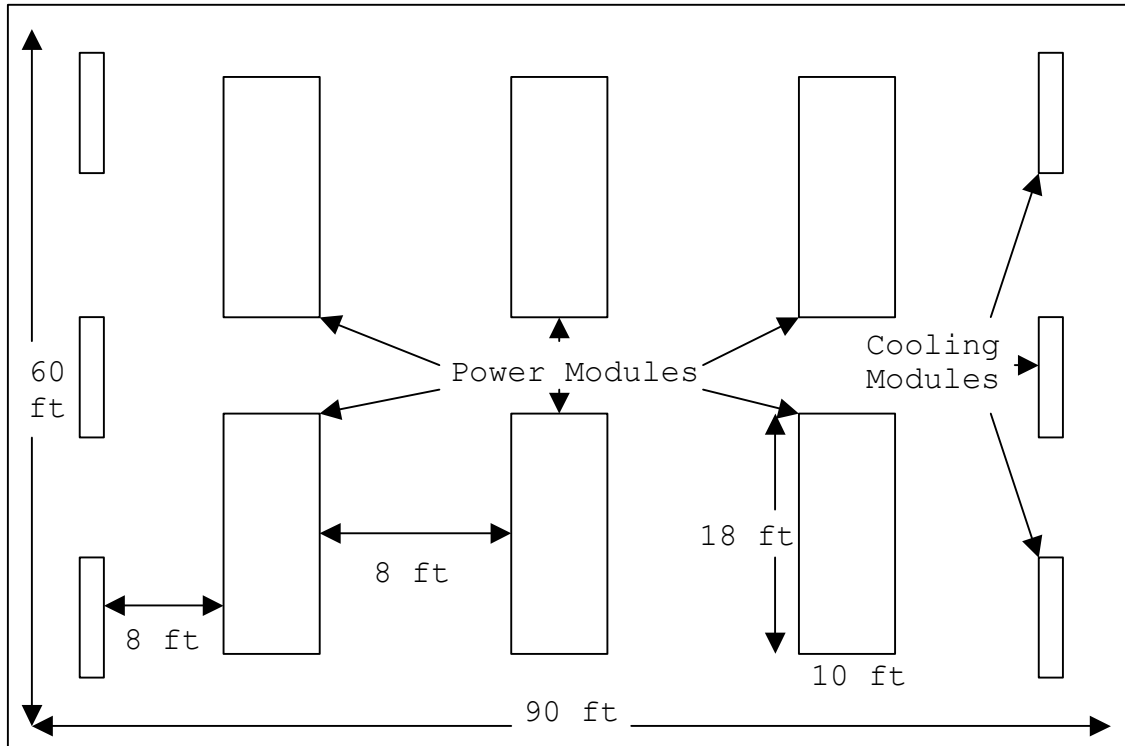 60
ft
Power Modules
Cooling
Modules
18 ft
8 ft
8 ft
10 ft
90 ft